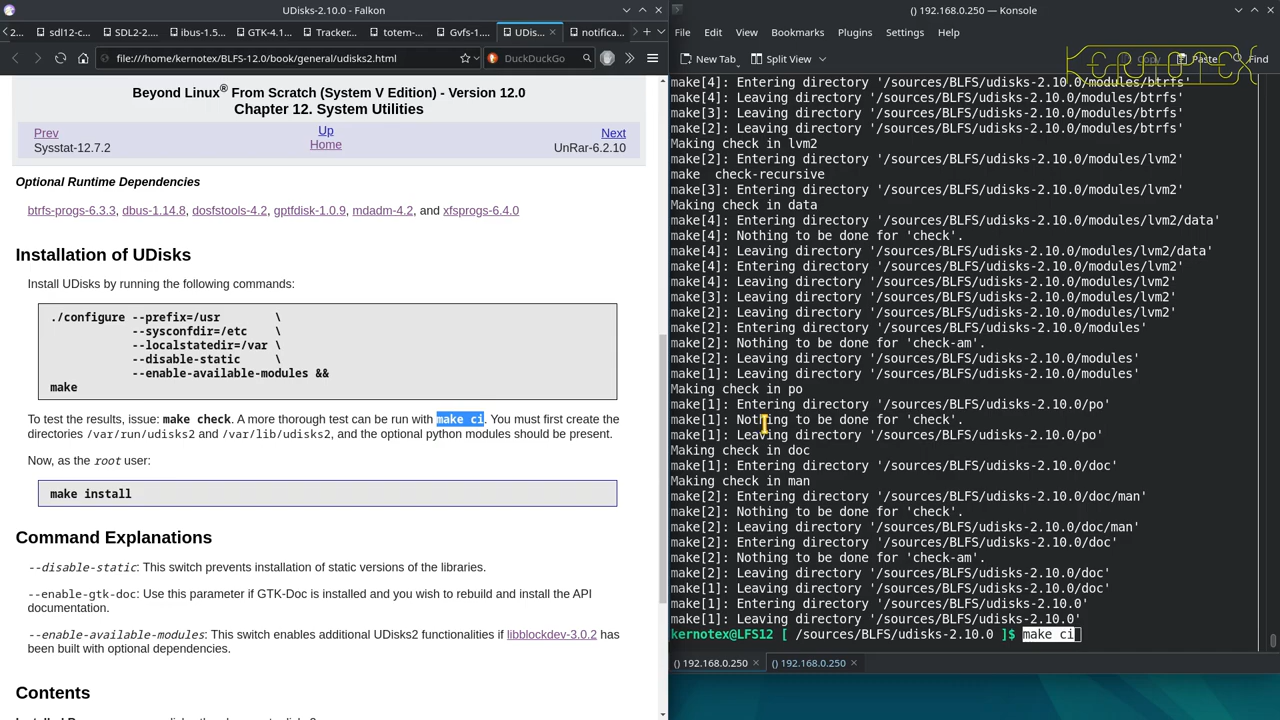 UDisks-2.10.0 — Falkon
2... sdl12-c... SDL2-2.... ibus-1.5... GTK-4.1... Tracker... totem-... Gvfs-1.... UDis... notifica...
file:///home/kernotex/BLFS-12.0/book/general/udisks2.html DuckDuckGo
Beyond Linux® From Scratch (System V Edition) - Version 12.0
Chapter 12. System Utilities
Prev Up Next
Sysstat-12.7.2 Home UnRar-6.2.10
Optional Runtime Dependencies
btrfs-progs-6.3.3, dbus-1.14.8, dosfstools-4.2, gptfdisk-1.0.9, mdadm-4.2, and xfsprogs-6.4.0
Installation of UDisks
Install UDisks by running the following commands:
./configure --prefix=/usr \
--sysconfdir=/etc \
--localstatedir=/var \
--disable-static \
--enable-available-modules &&
make
To test the results, issue: make check. A more thorough test can be run with make ci. You must first create the
directories /var/run/udisks2 and /var/lib/udisks2, and the optional python modules should be present.
Now, as the root user:
make install
Command Explanations
--disable-static: This switch prevents installation of static versions of the libraries.
--enable-gtk-doc: Use this parameter if GTK-Doc is installed and you wish to rebuild and install the API
documentation.
--enable-available-modules: This switch enables additional UDisks2 functionalities if libblockdev-3.0.2 has
been built with optional dependencies.
Contents
() 192.168.0.250 — Konsole
File Edit View Bookmarks Plugins Settings Help
New Tab Split View Copy Paste Find
KERNOTEX
make[4]: Entering directory '/sources/BLFS/udisks-2.10.0/modules/btrfs'
make[4]: Leaving directory '/sources/BLFS/udisks-2.10.0/modules/btrfs'
make[3]: Leaving directory '/sources/BLFS/udisks-2.10.0/modules/btrfs'
make[2]: Leaving directory '/sources/BLFS/udisks-2.10.0/modules/btrfs'
Making check in lvm2
make[2]: Entering directory '/sources/BLFS/udisks-2.10.0/modules/lvm2'
make  check-recursive
make[3]: Entering directory '/sources/BLFS/udisks-2.10.0/modules/lvm2'
Making check in data
make[4]: Entering directory '/sources/BLFS/udisks-2.10.0/modules/lvm2/data'
make[4]: Nothing to be done for 'check'.
make[4]: Leaving directory '/sources/BLFS/udisks-2.10.0/modules/lvm2/data'
make[4]: Entering directory '/sources/BLFS/udisks-2.10.0/modules/lvm2'
make[4]: Leaving directory '/sources/BLFS/udisks-2.10.0/modules/lvm2'
make[3]: Leaving directory '/sources/BLFS/udisks-2.10.0/modules/lvm2'
make[2]: Leaving directory '/sources/BLFS/udisks-2.10.0/modules/lvm2'
make[2]: Entering directory '/sources/BLFS/udisks-2.10.0/modules'
make[2]: Nothing to be done for 'check-am'.
make[2]: Leaving directory '/sources/BLFS/udisks-2.10.0/modules'
make[1]: Leaving directory '/sources/BLFS/udisks-2.10.0/modules'
Making check in po
make[1]: Entering directory '/sources/BLFS/udisks-2.10.0/po'
make[1]: Nothing to be done for 'check'.
make[1]: Leaving directory '/sources/BLFS/udisks-2.10.0/po'
Making check in doc
make[1]: Entering directory '/sources/BLFS/udisks-2.10.0/doc'
Making check in man
make[2]: Entering directory '/sources/BLFS/udisks-2.10.0/doc/man'
make[2]: Nothing to be done for 'check'.
make[2]: Leaving directory '/sources/BLFS/udisks-2.10.0/doc/man'
make[2]: Entering directory '/sources/BLFS/udisks-2.10.0/doc'
make[2]: Nothing to be done for 'check-am'.
make[2]: Leaving directory '/sources/BLFS/udisks-2.10.0/doc'
make[1]: Leaving directory '/sources/BLFS/udisks-2.10.0/doc'
make[1]: Entering directory '/sources/BLFS/udisks-2.10.0'
make[1]: Leaving directory '/sources/BLFS/udisks-2.10.0'
kernotex@LFS12 [ /sources/BLFS/udisks-2.10.0 ]$ make ci
() 192.168.0.250 () 192.168.0.250